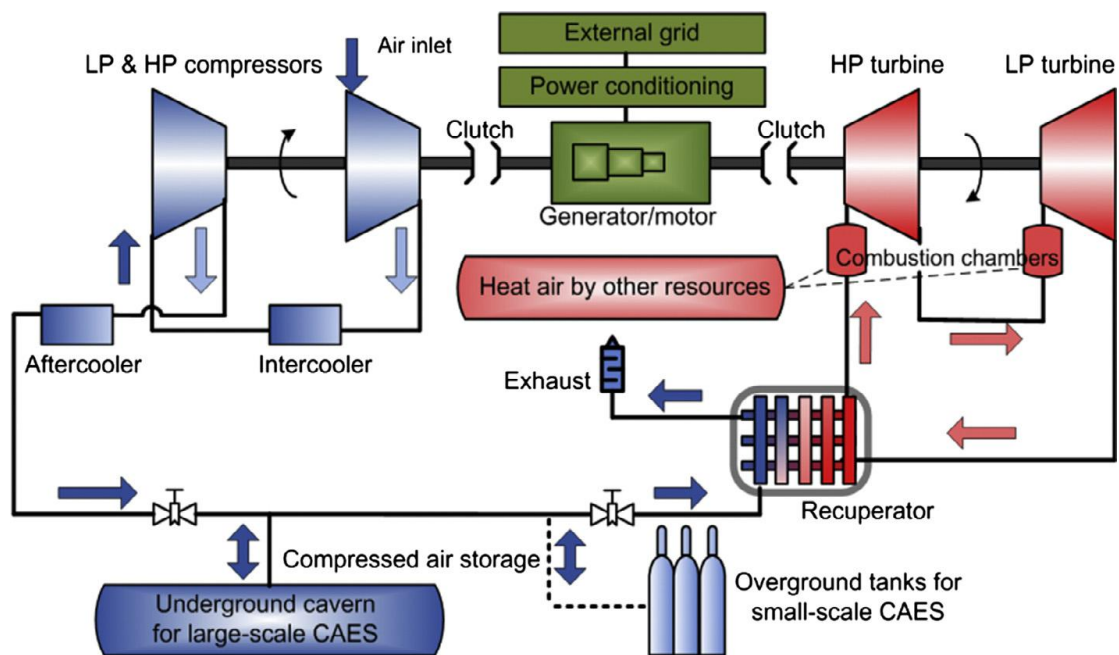 External grid
Air inlet
LP & HP compressors
HP turbine
LP turbine
Power conditioning
Clutch
Clutch
Generator/motor
Combustion chambers
Heat air by other resources
Aftercooler
Intercooler
Exhaust
Recuperator
Compressed air storage
Overground tanks for
small-scale CAES
Underground cavern
for large-scale CAES